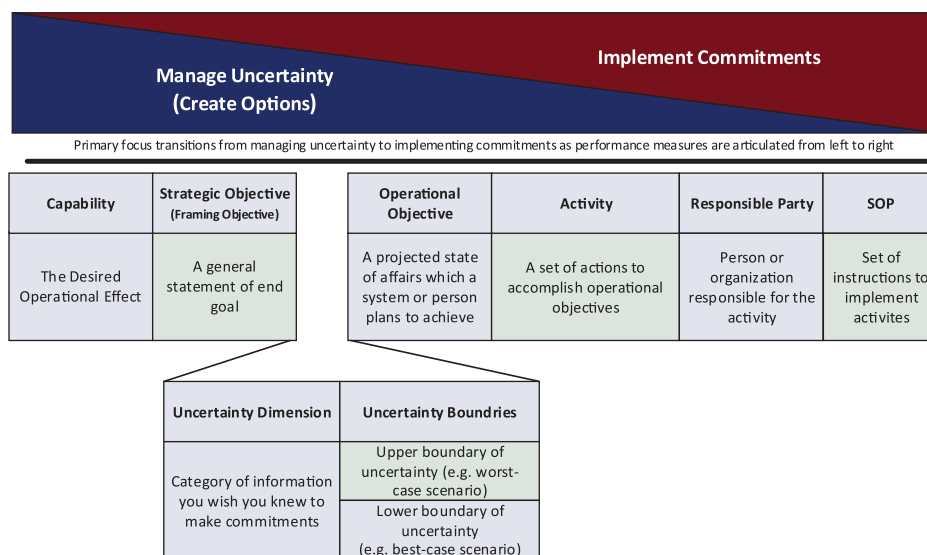 Implement Commitments
Manage Uncertainty
(Create Options)
Primary focus transitions from managing uncertainty to implementing commitments as performance measures are articulated from left to right
Capability
Strategic Objective
(Framing Objective)
Operational
Objective
Activity
Responsible Party
SOP
The Desired
Operational Effect
A general
statement of end
goal
A projected state
of affairs which a
system or person
plans to achieve
A set of actions to
accomplish operational
objectives
Person or
organization
responsible for the
activity
Set of
instructions to
implement
activites
Uncertainty Dimension
Uncertainty Boundries
Category of information
you wish you knew to
make commitments
Upper boundary of
uncertainty (e.g. worst-
case scenario)
Lower boundary of
uncertainty
(e.g. best-case scenario)